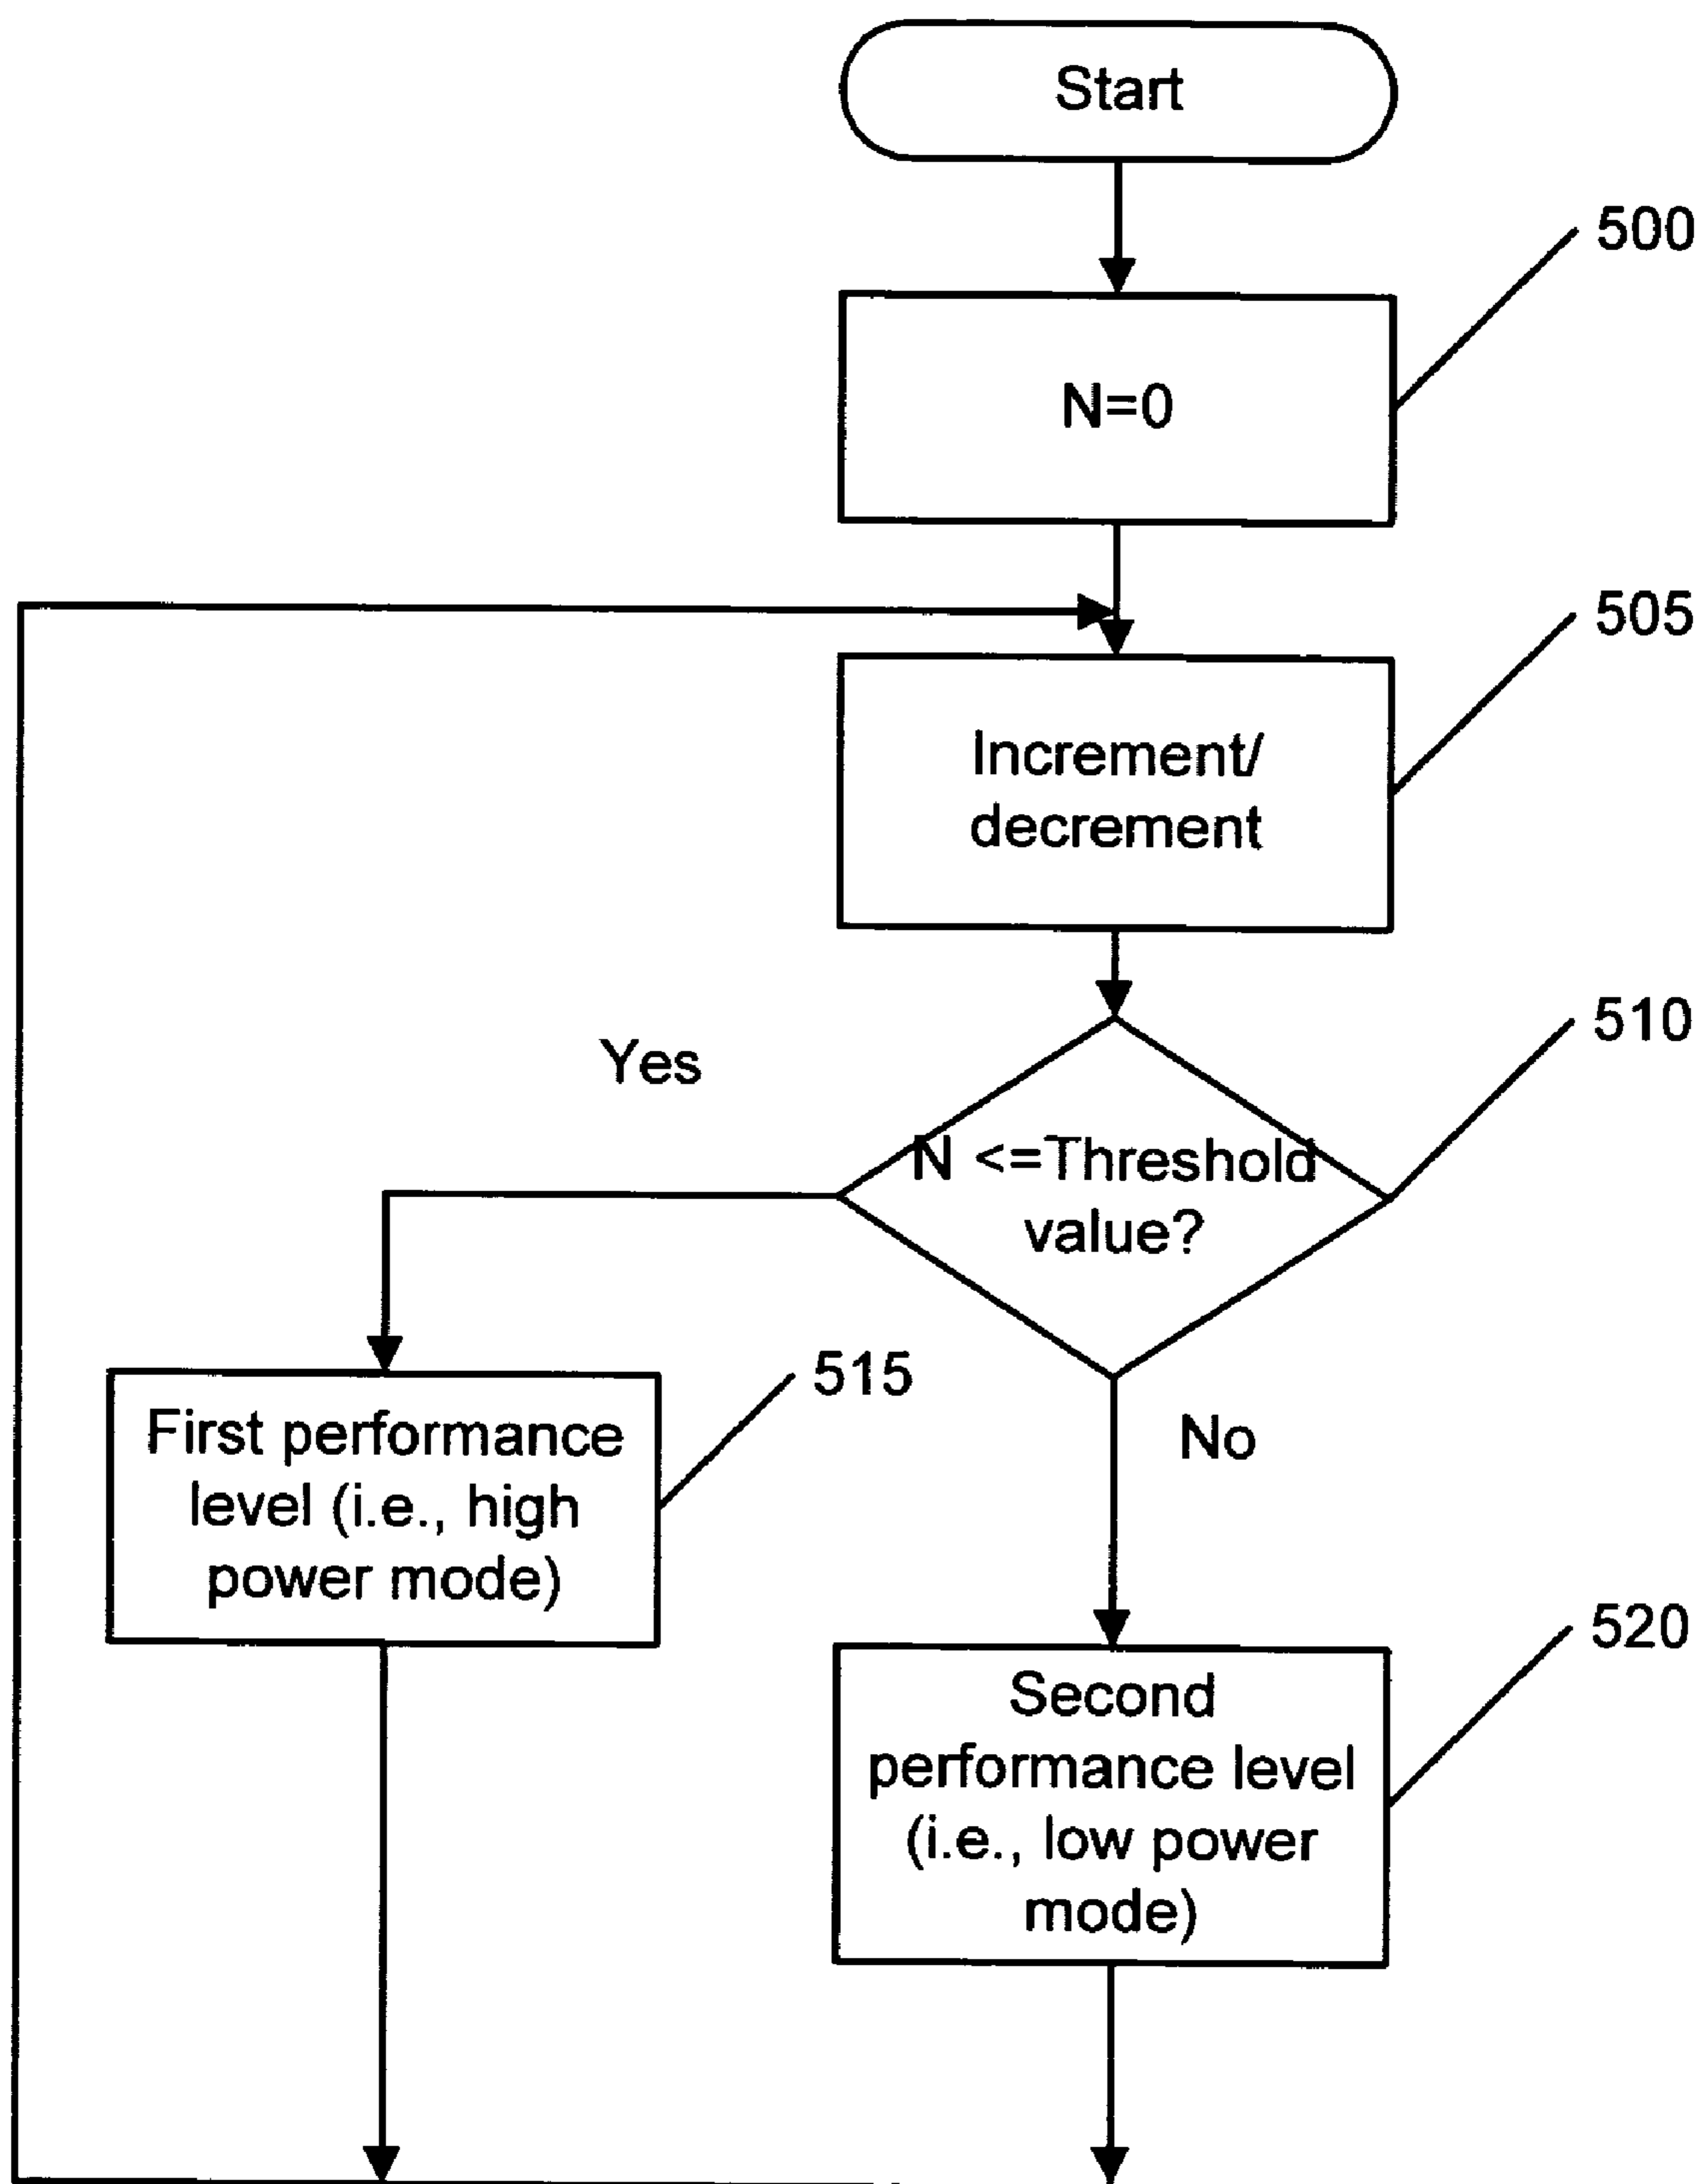 Start
500
N=0
505
Increment/
decrement
510
Yes
N <=Threshold
value?
515
First performance
level (i.e., high
power mode)
No
520
Second
performance level
(i.e., low power
mode)